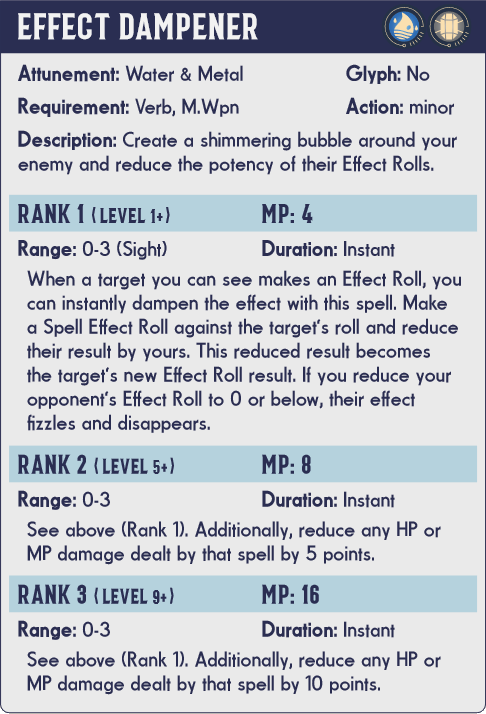 EFFECT DAMPENER
Attunement: Water & Metal Glyph: No
Requirement: Verb, M.Wpn Action: minor
Description: Create a shimmering bubble around your
enemy and reduce the potency of their Effect Rolls.
RANK 1 (LEVEL 1+) MP: 4
Range: 0-3 (Sight) Duration: Instant
When a target you can see makes an Effect Roll, you
can instantly dampen the effect with this spell. Make
a Spell Effect Roll against the target's roll and reduce
their result by yours. This reduced result becomes
the target's new Effect Roll result. If you reduce your
opponent's Effect Roll to 0 or below, their effect
fizzles and disappears.
RANK 2 (LEVEL 5+) MP: 8
Range: 0-3 Duration: Instant
See above (Rank 1). Additionally, reduce any HP or
MP damage dealt by that spell by 5 points.
RANK 3 (LEVEL 9+) MP: 16
Range: 0-3 Duration: Instant
See above (Rank 1). Additionally, reduce any HP or
MP damage dealt by that spell by 10 points.